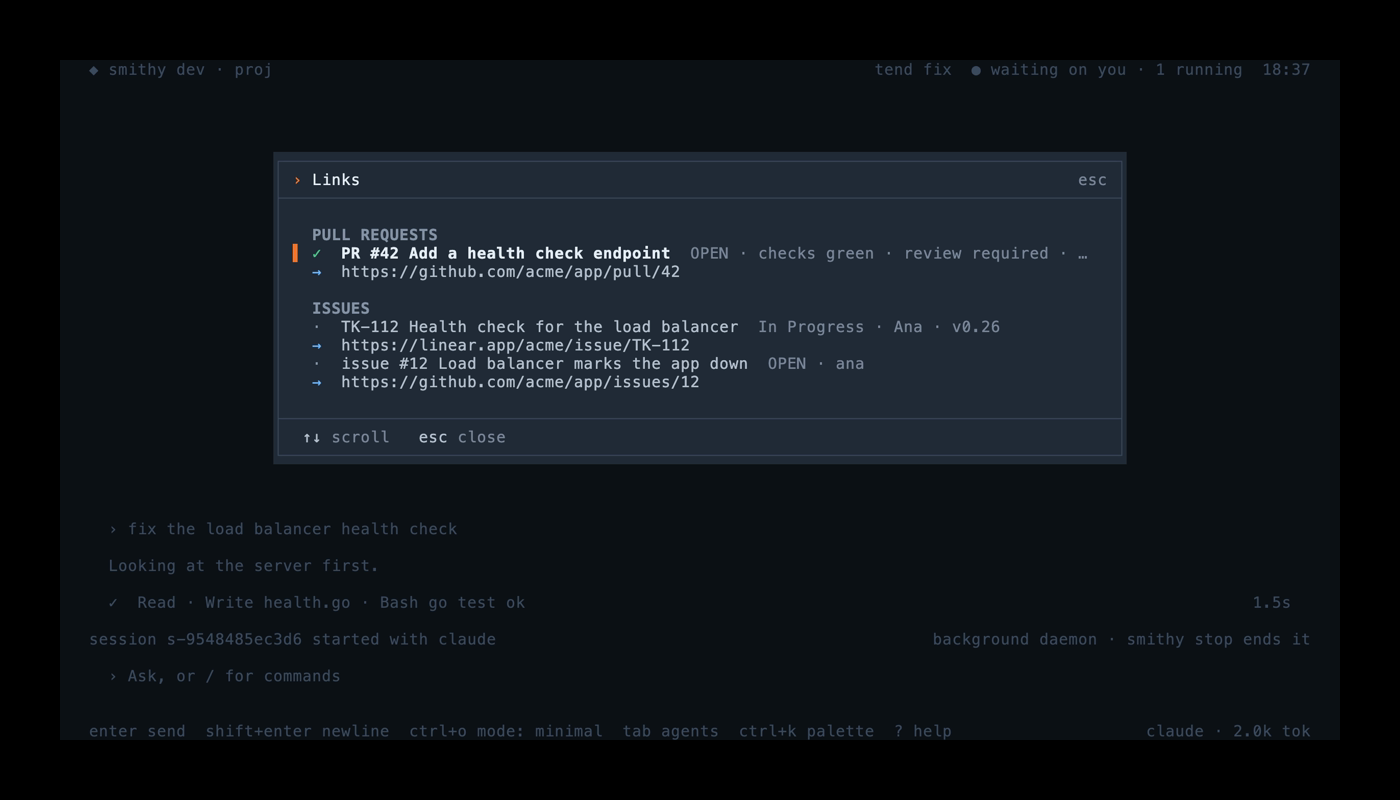 ◆ smithy dev · proj
tend fix ● waiting on you · 1 running 18:37
› Links
esc
PULL REQUESTS
✓ PR #42 Add a health check endpoint OPEN · checks green · review required · …
→ https://github.com/acme/app/pull/42
ISSUES
· TK-112 Health check for the load balancer In Progress · Ana · v0.26
→ https://linear.app/acme/issue/TK-112
· issue #12 Load balancer marks the app down OPEN · ana
→ https://github.com/acme/app/issues/12
↑↓ scroll esc close
› fix the load balancer health check
Looking at the server first.
✓ Read · Write health.go · Bash go test ok
1.5s
session s-9548485ec3d6 started with claude
background daemon · smithy stop ends it
› Ask, or / for commands
enter send shift+enter newline ctrl+o mode: minimal tab agents ctrl+k palette ? help
claude · 2.0k tok